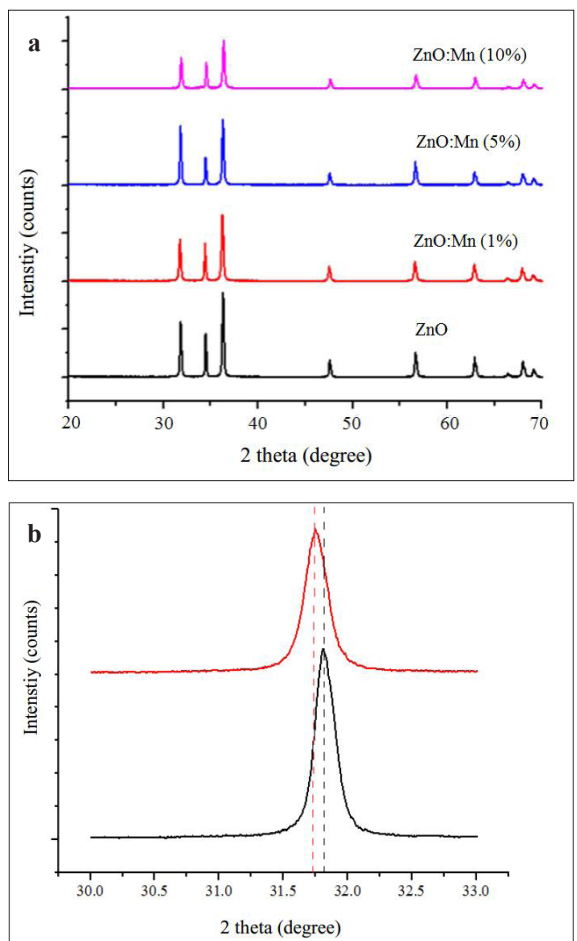 a
ZnO:Mn (10%)
ZnO:Mn (5%)
ZnO:Mn (1%)
ZnO
Intenstiy (counts)
20 30 40 50 60 70
2 theta (degree)
b
Intenstiy (counts)
30.0 30.5 31.0 31.5 32.0 32.5 33.0
2 theta (degree)